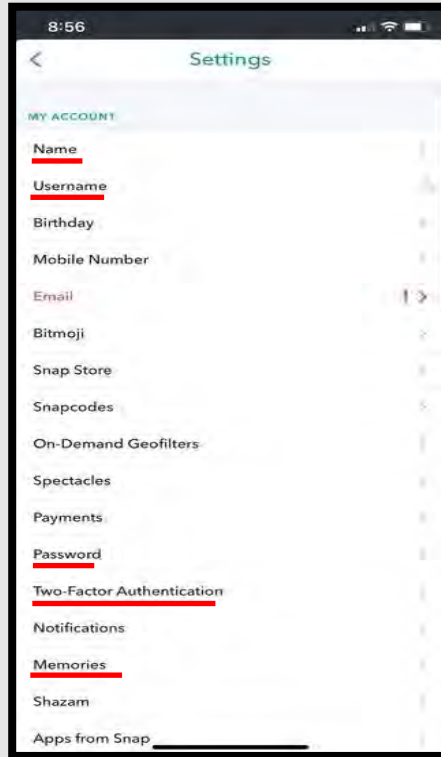 8:56
Settings
MY ACCOUNT
Name
Username
Birthday
Mobile Number
Email
!
Bitmoji
Snap Store
Snapcodes
On-Demand Geofilters
Spectacles
Payments
Password
Two-Factor Authentication
Notifications
Memories
Shazam
Apps from Snap